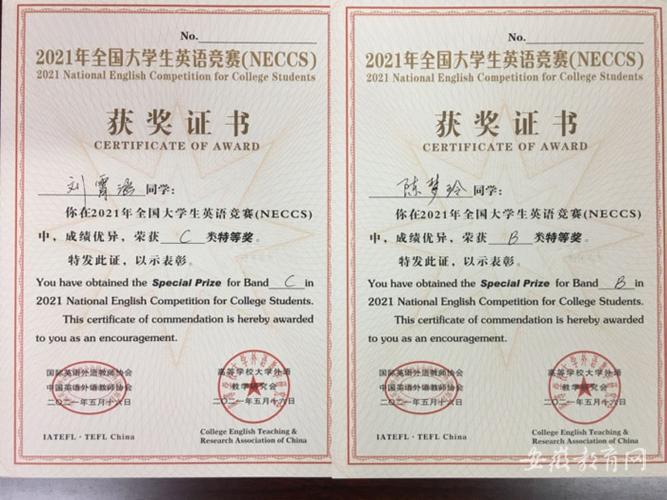 No.
2021年全国大学生英语竞赛(NECCS)
2021 National English Competition for College Students
获奖证书
CERTIFICATE OF AWARD
刘霄 同学:
你在2021年全国大学生英语竞赛(NECCS)
中,成绩优异,荣获 C 类特等奖。
特发此证,以示表彰。
You have obtained the Special Prize for Band C in
2021 National English Competition for College Students.
This certificate of commendation is hereby awarded
to you as an encouragement.
国际英语外语教师协会
中国英语外语教师协会
二〇二一年五月十六日
IATEFL·TEFL China
高等学校大学外语
教学研究会
二〇二一年五月十六日
College English Teaching &
Research Association of China
No.
2021年全国大学生英语竞赛(NECCS)
2021 National English Competition for College Students
获奖证书
CERTIFICATE OF AWARD
陈梦玲同学:
你在2021年全国大学生英语竞赛(NECCS)
中,成绩优异,荣获 B 类特等奖。
特发此证,以示表彰。
You have obtained the Special Prize for Band B in
2021 National English Competition for College Students.
This certificate of commendation is hereby awarded
to you as an encouragement.
国际英语外语教师协会
中国英语外语教师协会
二〇二一年五月十六日
IATEFL·TEFL China
高等学校大学外语
教学研究会
二〇二一年五月十六日
College English Teaching &
Research Association of China
安徽教育网